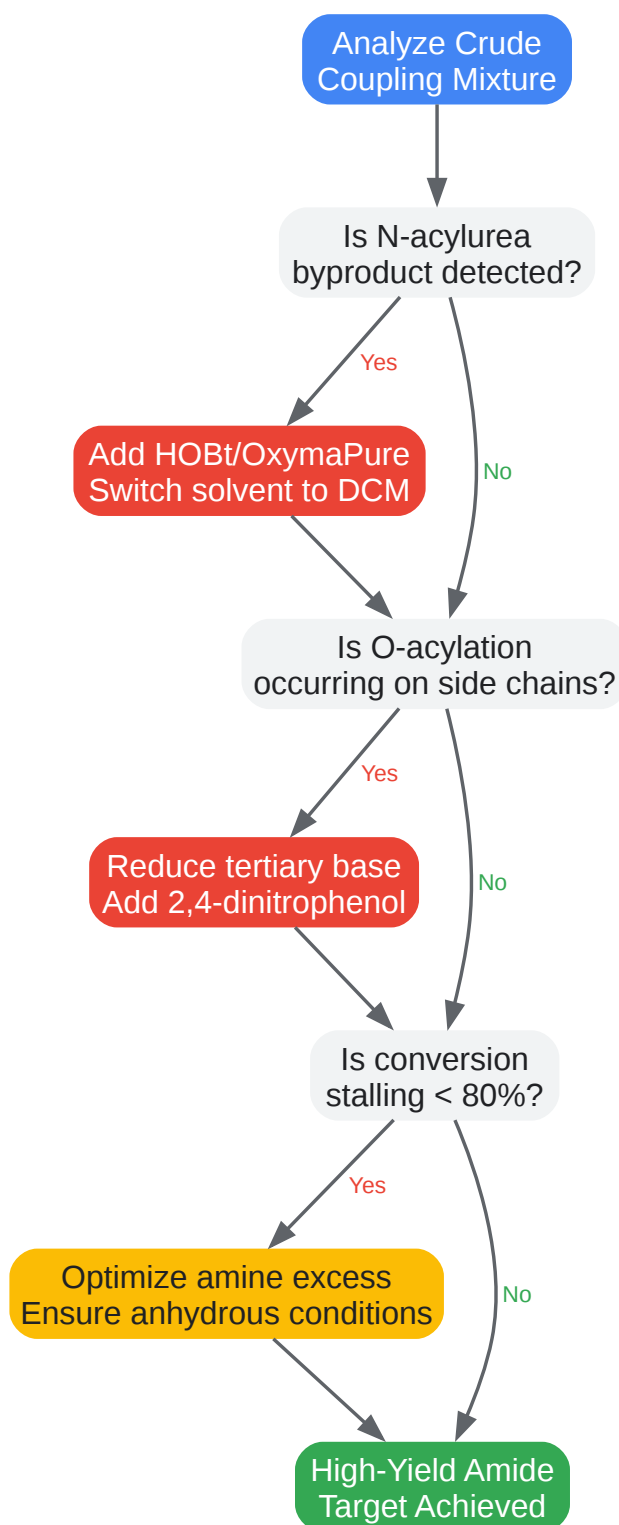 Analyze Crude
Coupling Mixture
Is N-acylurea
byproduct detected?
Yes
Add HOBt/OxymaPure
Switch solvent to DCM
No
Is O-acylation
occurring on side chains?
Yes
Reduce tertiary base
Add 2,4-dinitrophenol
No
Is conversion
stalling < 80%?
Yes
Optimize amine excess
Ensure anhydrous conditions
No
High-Yield Amide
Target Achieved